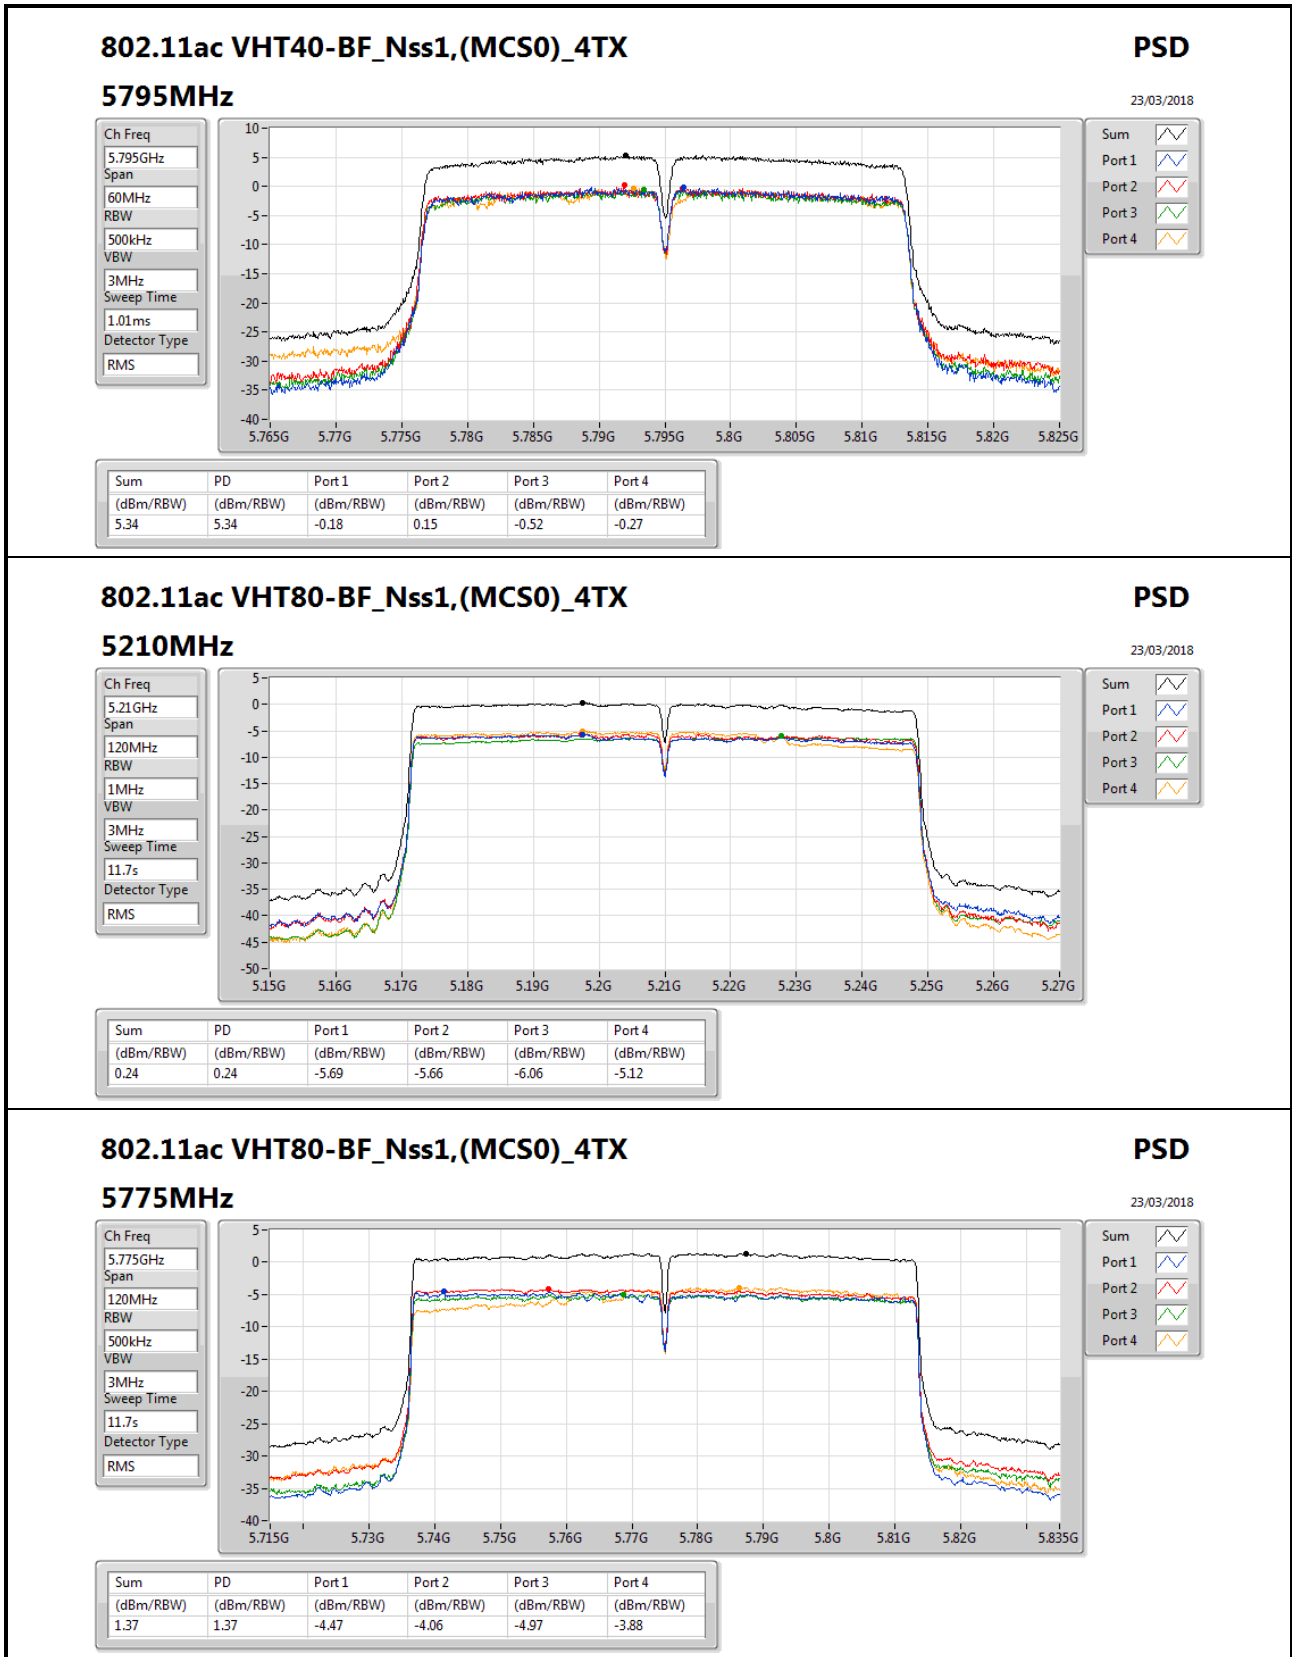 802.11ac VHT40-BF_Nss1,(MCS0)_4TX PSD
5795MHz 23/03/2018
Ch Freq
5.795GHz
Span
60MHz
RBW
500kHz
VBW
3MHz
Sweep Time
1.01ms
Detector Type
RMS
10
5
0
-5
-10
-15
-20
-25
-30
-35
-40
5.765G 5.77G 5.775G 5.78G 5.785G 5.79G 5.795G 5.8G 5.805G 5.81G 5.815G 5.82G 5.825G
Sum
Port 1
Port 2
Port 3
Port 4
Sum PD Port 1 Port 2 Port 3 Port 4
(dBm/RBW) (dBm/RBW) (dBm/RBW) (dBm/RBW) (dBm/RBW) (dBm/RBW)
5.34 5.34 -0.18 0.15 -0.52 -0.27
802.11ac VHT80-BF_Nss1,(MCS0)_4TX PSD
5210MHz 23/03/2018
Ch Freq
5.21GHz
Span
120MHz
RBW
1MHz
VBW
3MHz
Sweep Time
11.7s
Detector Type
RMS
5
0
-5
-10
-15
-20
-25
-30
-35
-40
-45
-50
5.15G 5.16G 5.17G 5.18G 5.19G 5.2G 5.21G 5.22G 5.23G 5.24G 5.25G 5.26G 5.27G
Sum
Port 1
Port 2
Port 3
Port 4
Sum PD Port 1 Port 2 Port 3 Port 4
(dBm/RBW) (dBm/RBW) (dBm/RBW) (dBm/RBW) (dBm/RBW) (dBm/RBW)
0.24 0.24 -5.69 -5.66 -6.06 -5.12
802.11ac VHT80-BF_Nss1,(MCS0)_4TX PSD
5775MHz 23/03/2018
Ch Freq
5.775GHz
Span
120MHz
RBW
500kHz
VBW
3MHz
Sweep Time
11.7s
Detector Type
RMS
5
0
-5
-10
-15
-20
-25
-30
-35
-40
5.715G 5.73G 5.74G 5.75G 5.76G 5.77G 5.78G 5.79G 5.8G 5.81G 5.82G 5.835G
Sum
Port 1
Port 2
Port 3
Port 4
Sum PD Port 1 Port 2 Port 3 Port 4
(dBm/RBW) (dBm/RBW) (dBm/RBW) (dBm/RBW) (dBm/RBW) (dBm/RBW)
1.37 1.37 -4.47 -4.06 -4.97 -3.88